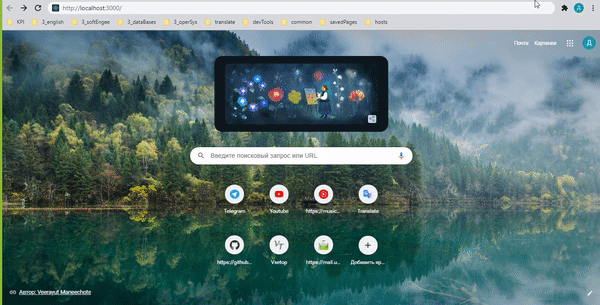 http://localhost:3000/
KPI 3_english 3_softEngee 3_dataBases 3_operSys translate devTools common savedPages hosts
Д
Почта Картинки Д
Введите поисковый запрос или URL
Telegram Youtube https://music... Translate
https://github... Vsetop https://mail.u... Добавить яр...
Автор: Veerayut Maneechote